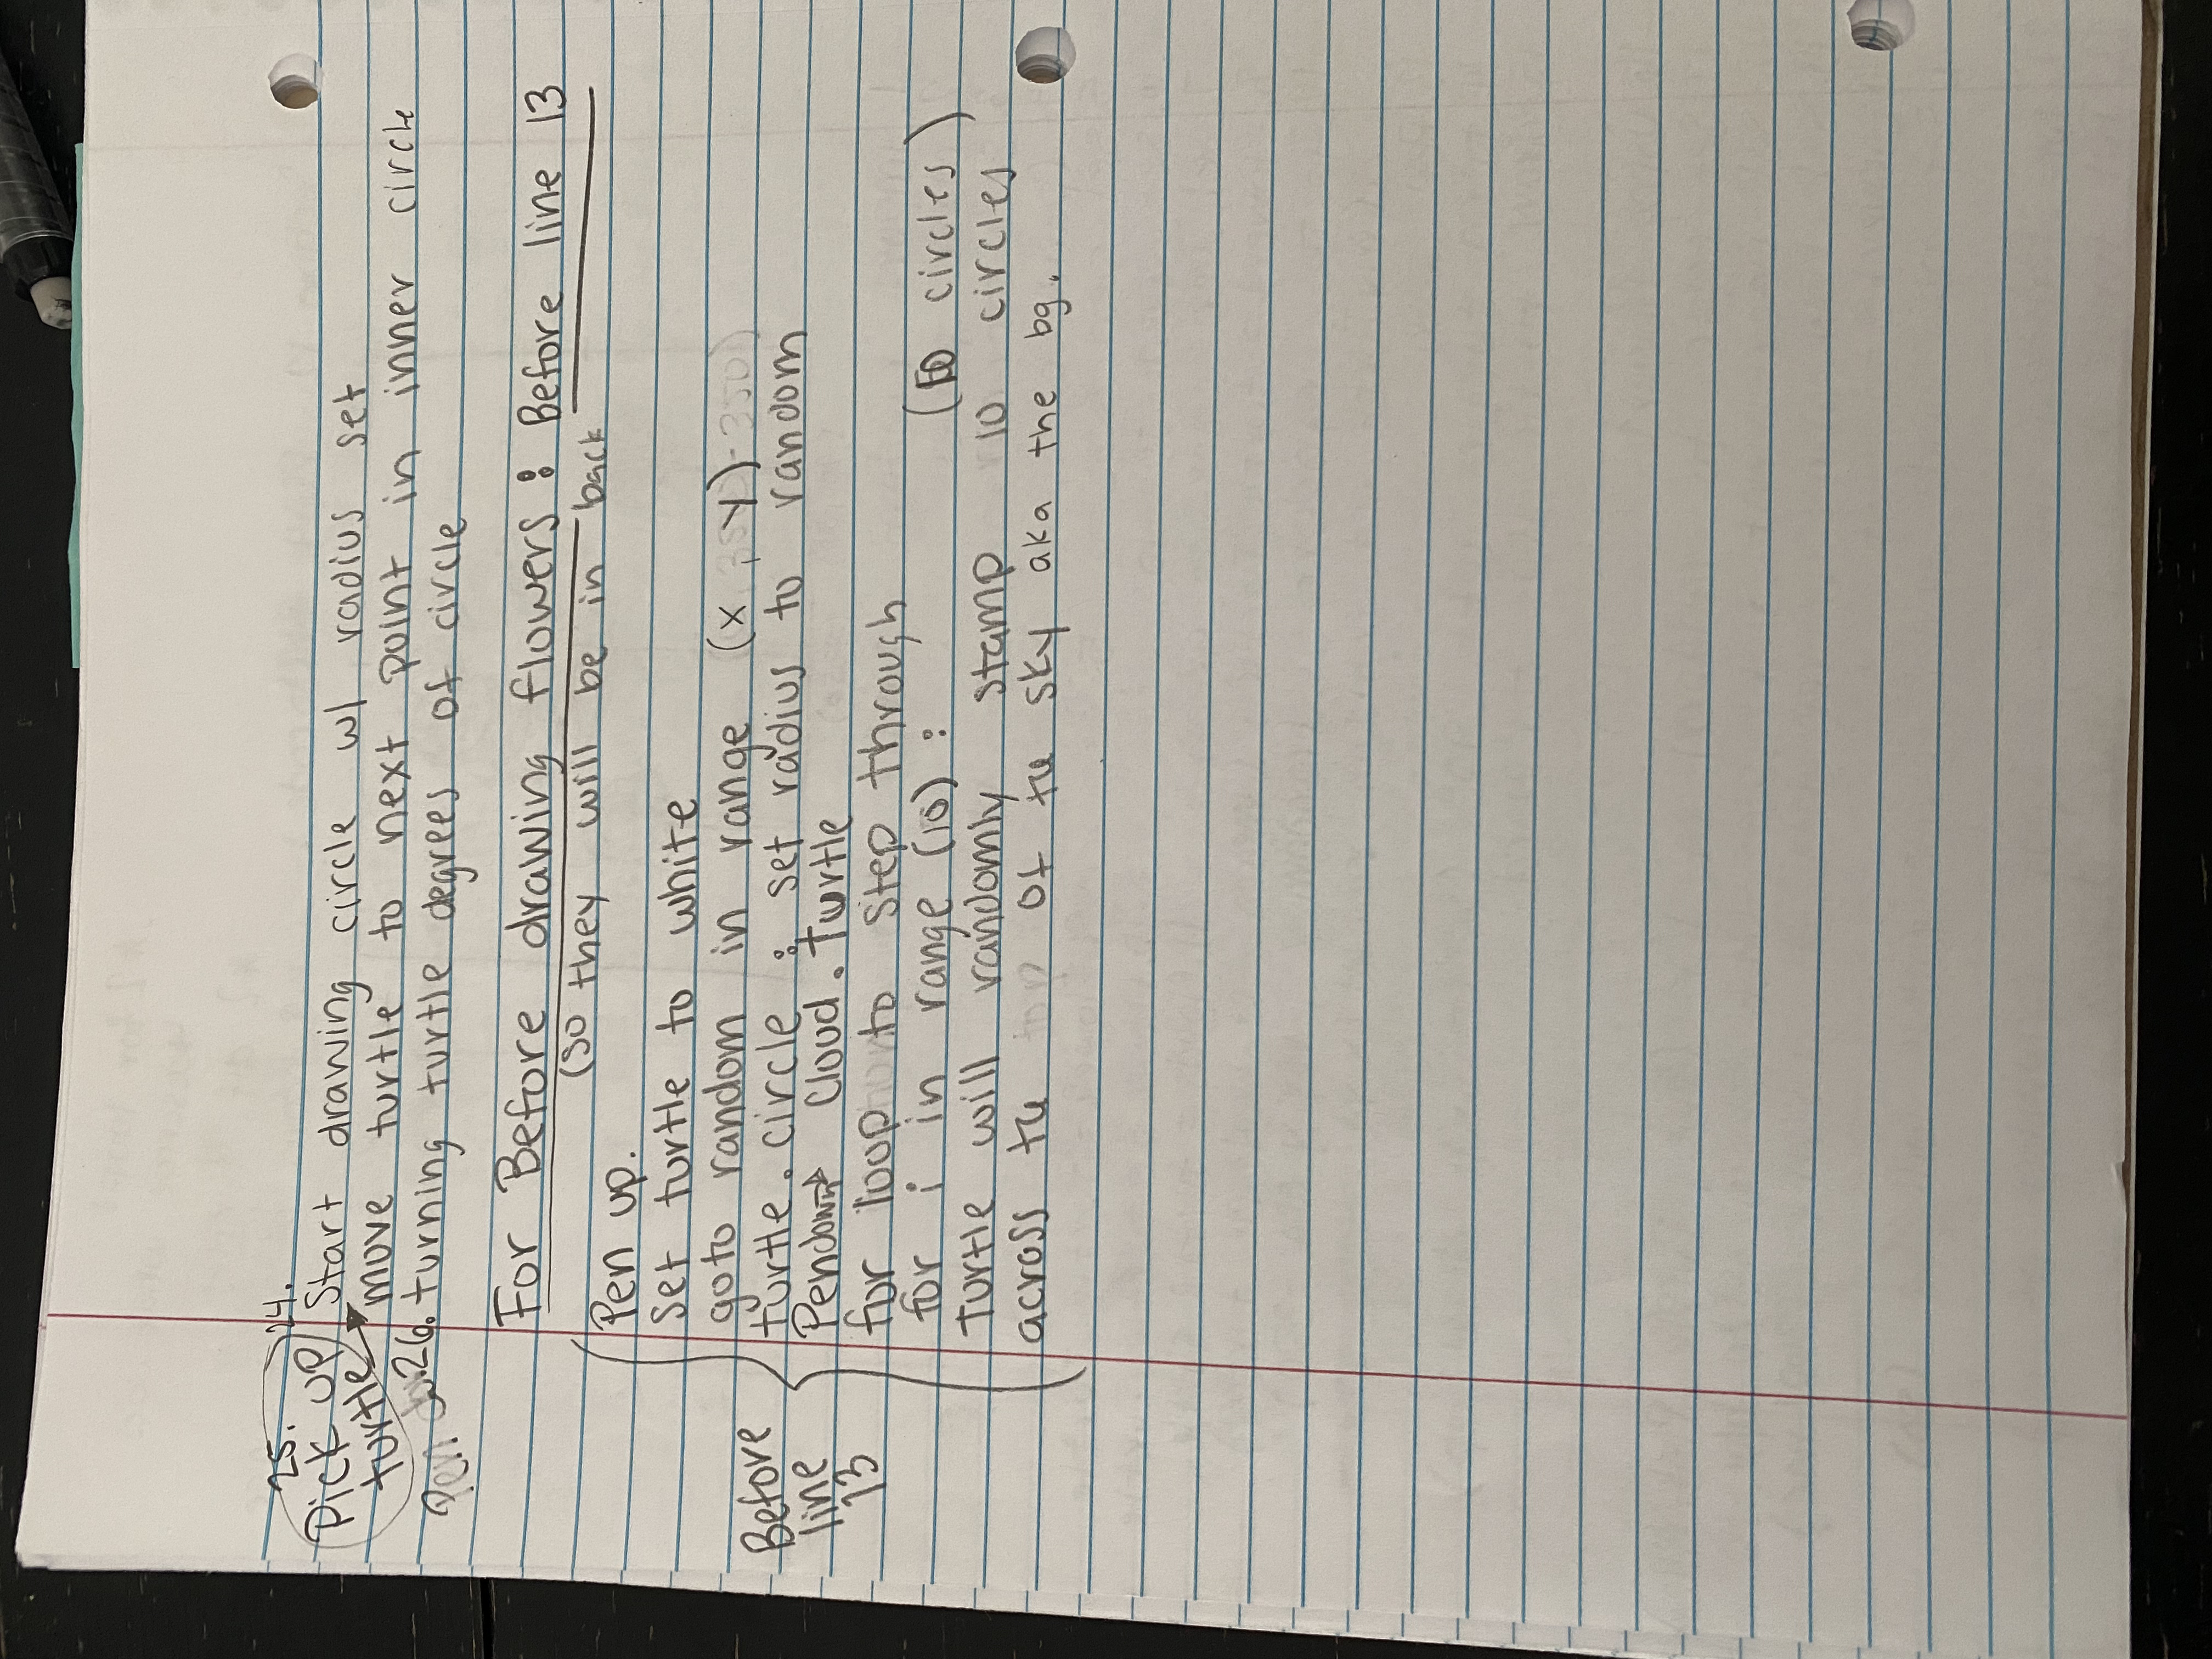 25.
Pick up
turtle
24.
Start drawing circle w/ radius set
move turtle to next point in inner circle
26. turning turtle degrees of circle
Pen
For Before drawing flowers : Before line 13
(so they will be in back
Pen up.
set turtle to white
goto random in range (x , y)
turtle.circle : set radius to random
Pendown Cloud.Turtle
for loop to step through
for i in range (10) :
(10 circles)
Turtle will randomly stamp 10 circles
across the of the sky aka the bg.
Before
line
13